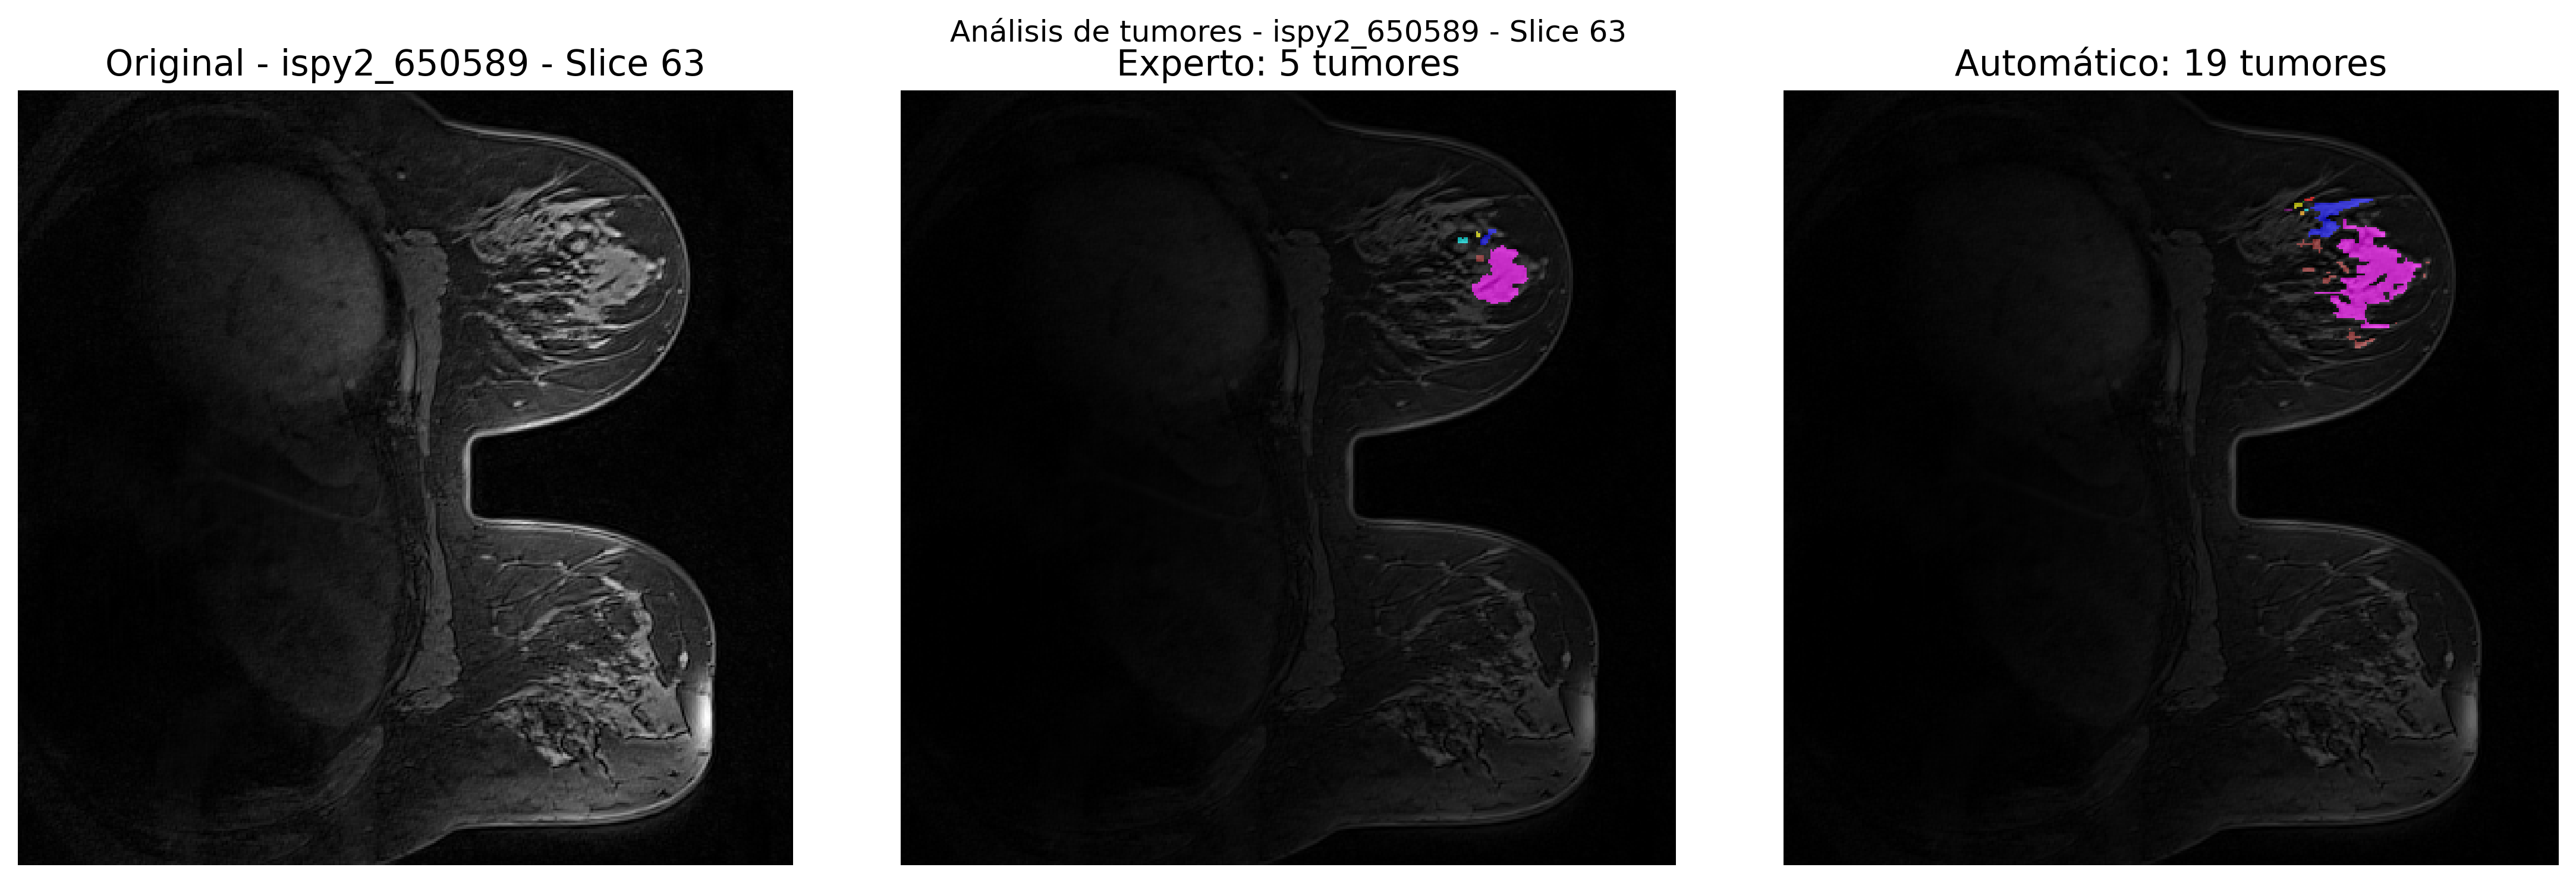 Análisis de tumores - ispy2_650589 - Slice 63
Original - ispy2_650589 - Slice 63
Experto: 5 tumores
Automático: 19 tumores